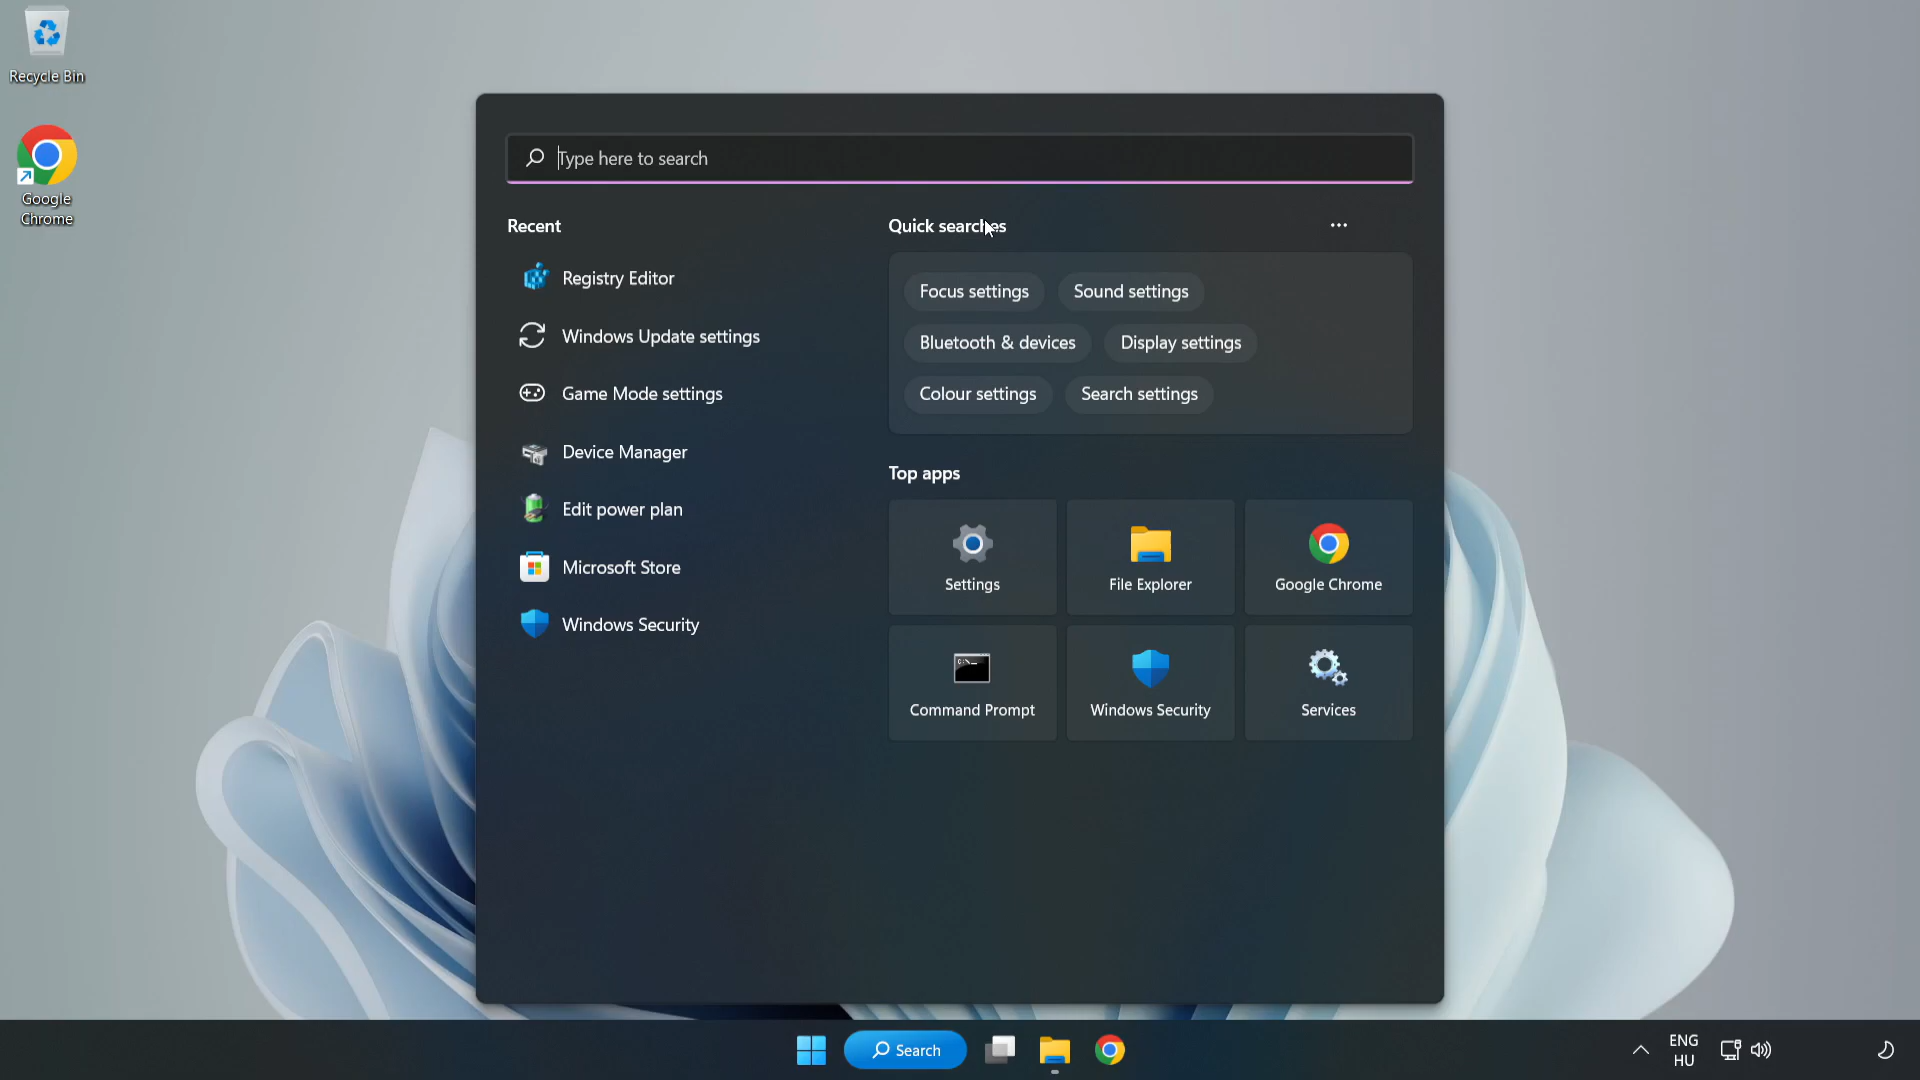 Recycle Bin
Google
Chrome
Type here to search
Recent
Registry Editor
Windows Update settings
Game Mode settings
Device Manager
Edit power plan
Microsoft Store
Windows Security
Quick searches
Focus settings
Sound settings
Bluetooth & devices
Display settings
Colour settings
Search settings
Top apps
Settings
File Explorer
Google Chrome
Command Prompt
Windows Security
Services
Search
ENG
HU